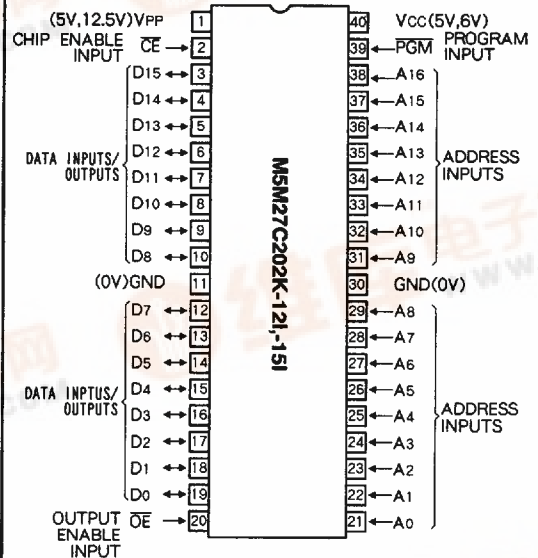 (5V,12.5V)VPP 1
CHIP ENABLE INPUT CE 2
D15 3
D14 4
D13 5
D12 6
D11 7
D10 8
D9 9
D8 10
DATA INPUTS/
OUTPUTS
(0V)GND 11
D7 12
D6 13
D5 14
D4 15
D3 16
D2 17
D1 18
D0 19
DATA INPTUS/
OUTPUTS
OUTPUT ENABLE INPUT OE 20
M5M27C202K-12I,-15I
40 VCC(5V,6V)
39 PGM PROGRAM INPUT
38 A16
37 A15
36 A14
35 A13
34 A12
33 A11
32 A10
31 A9
ADDRESS
INPUTS
30 GND(0V)
29 A8
28 A7
27 A6
26 A5
25 A4
24 A3
23 A2
22 A1
21 A0
ADDRESS
INPUTS